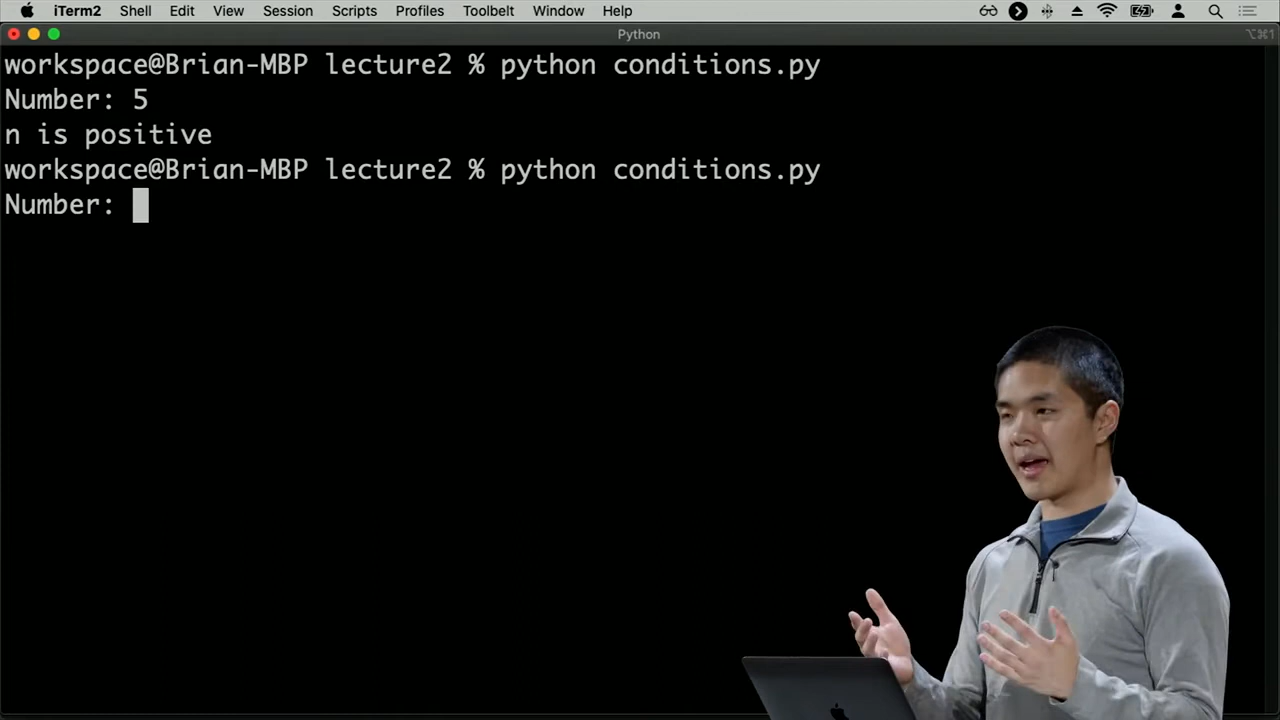 iTerm2 Shell Edit View Session Scripts Profiles Toolbelt Window Help
Python ⌥⌘1
workspace@Brian-MBP lecture2 % python conditions.py
Number: 5
n is positive
workspace@Brian-MBP lecture2 % python conditions.py
Number: